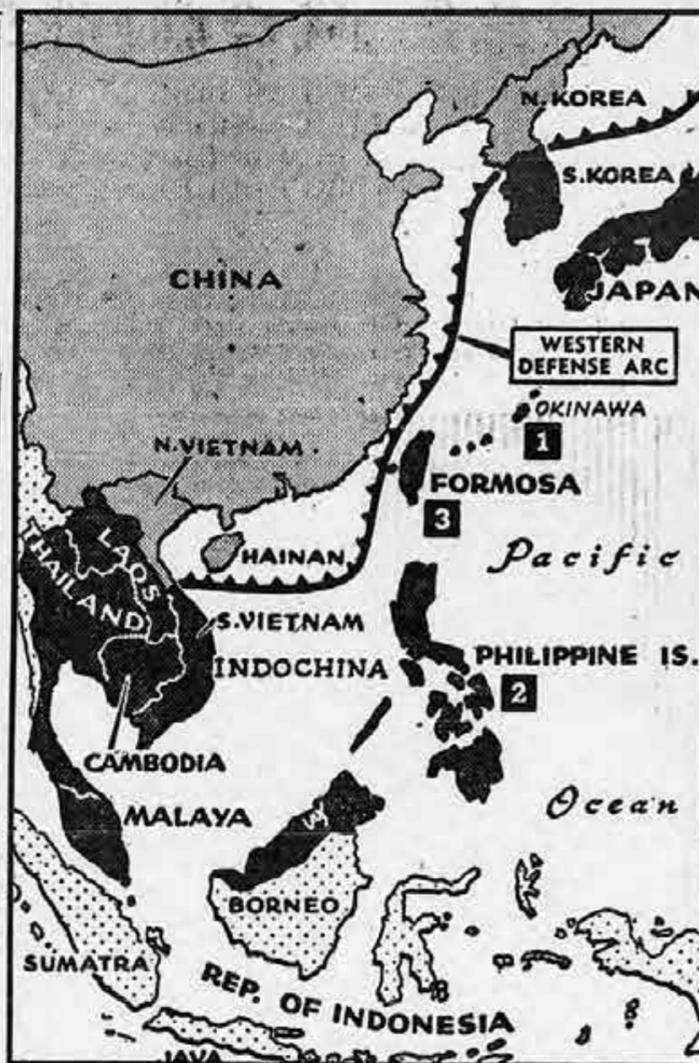 N. KOREA
S. KOREA
CHINA
JAPAN
WESTERN
DEFENSE ARC
OKINAWA
1
N. VIETNAM
FORMOSA
3
HAINAN
Pacific
LAOS
THAILAND
S. VIETNAM
INDOCHINA
PHILIPPINE IS.
2
CAMBODIA
MALAYA
Ocean
BORNEO
SUMATRA
REP. OF INDONESIA
JAVA